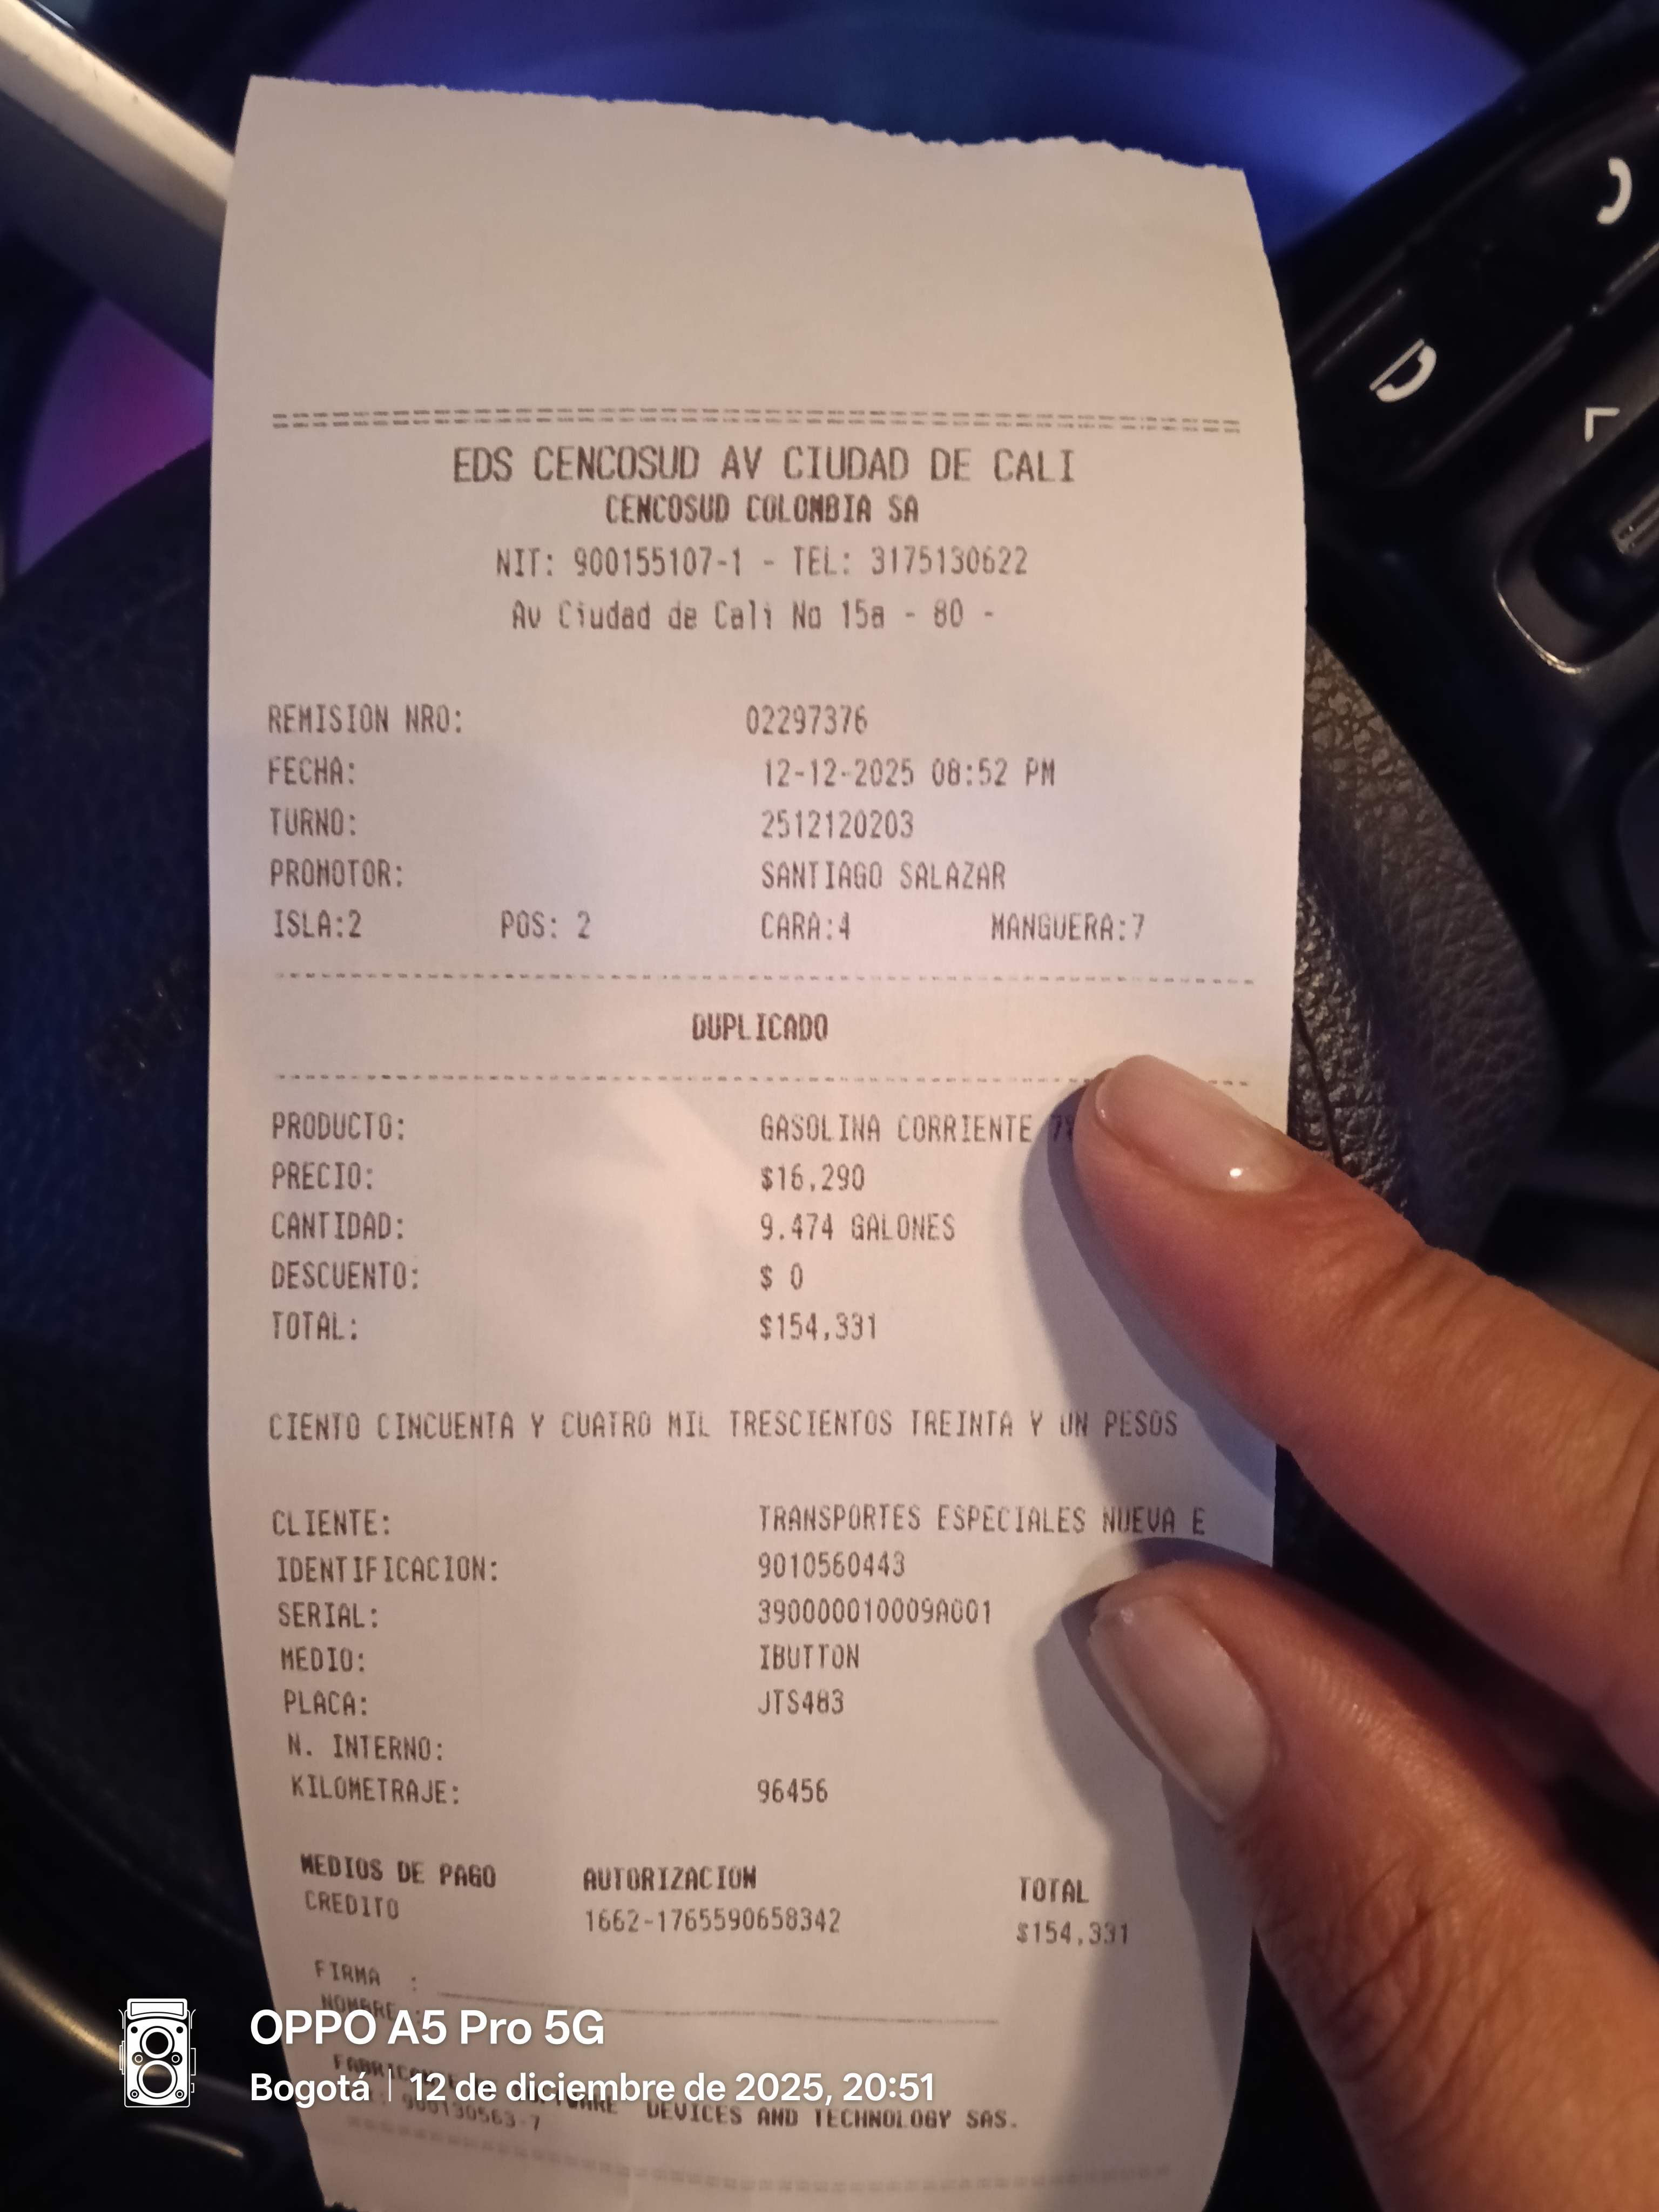 EDS CENCOSUD AV CIUDAD DE CALI
CENCOSUD COLOMBIA SA
NIT: 900155107-1 - TEL: 3175130622
Av Ciudad de Cali No 15a - 80 -
REMISION NRO: 02297376
FECHA: 12-12-2025 08:52 PM
TURNO: 2512120203
PROMOTOR: SANTIAGO SALAZAR
ISLA:2 POS: 2 CARA:4 MANGUERA:7
DUPLICADO
PRODUCTO: GASOLINA CORRIENTE
PRECIO: $16,290
CANTIDAD: 9.474 GALONES
DESCUENTO: $ 0
TOTAL: $154,331
CIENTO CINCUENTA Y CUATRO MIL TRESCIENTOS TREINTA Y UN PESOS
CLIENTE: TRANSPORTES ESPECIALES NUEVA E
IDENTIFICACION: 9010560443
SERIAL: 390000010009A001
MEDIO: IBUTTON
PLACA: JTS483
N. INTERNO:
KILOMETRAJE: 96456
MEDIOS DE PAGO AUTORIZACION TOTAL
CREDITO 1662-1765590658342 $154,331
FIRMA :
NOMBRE
OPPO A5 Pro 5G
DEVICES AND TECHNOLOGY SAS.
Bogotá | 12 de diciembre de 2025, 20:51
900130563-7